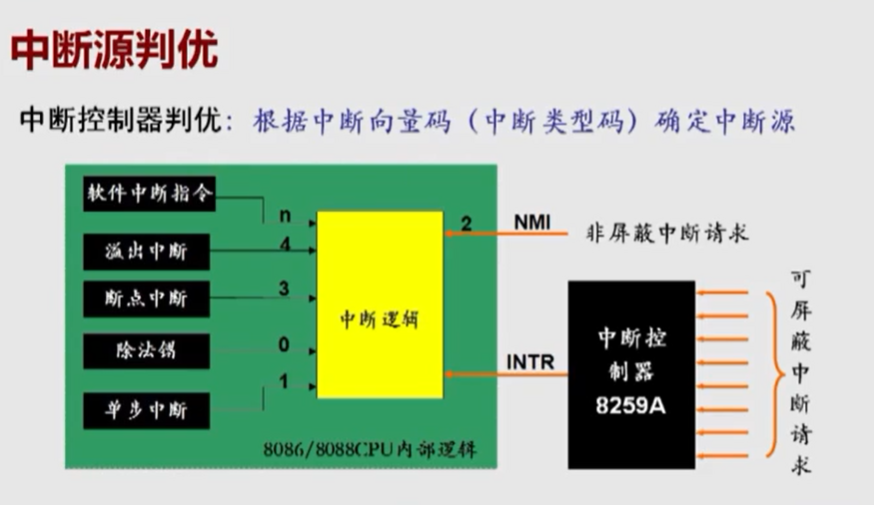 中断源判优
中断控制器判优：根据中断向量码（中断类型码）确定中断源
软件中断指令
n
溢出中断
4
断点中断
3
除法错
0
单步中断
1
中断逻辑
8086/8088CPU内部逻辑
2
NMI
非屏蔽中断请求
INTR
中断控
制器
8259A
可
屏
蔽
中
断
请
求